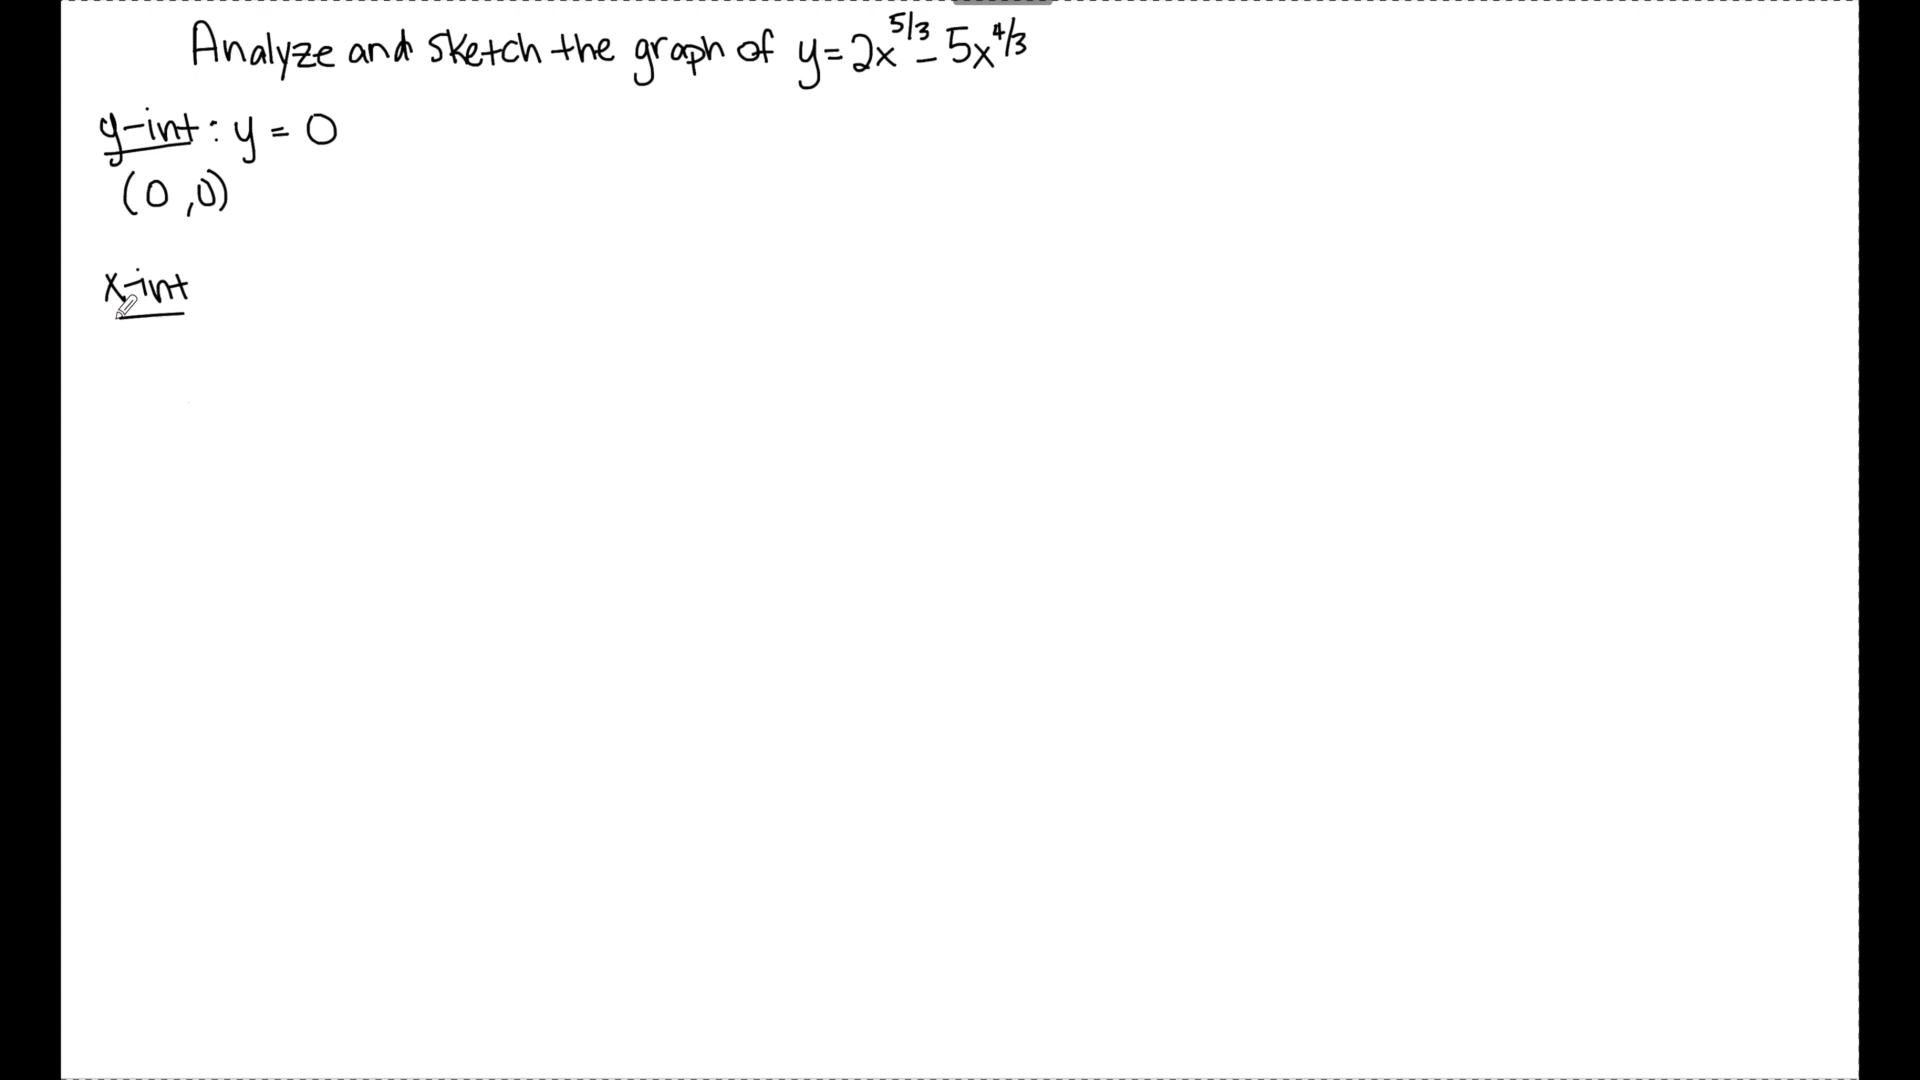 Analyze and sketch the graph of y=2x^5/3 - 5x^4/3
y-int: y = 0
(0,0)
x-int